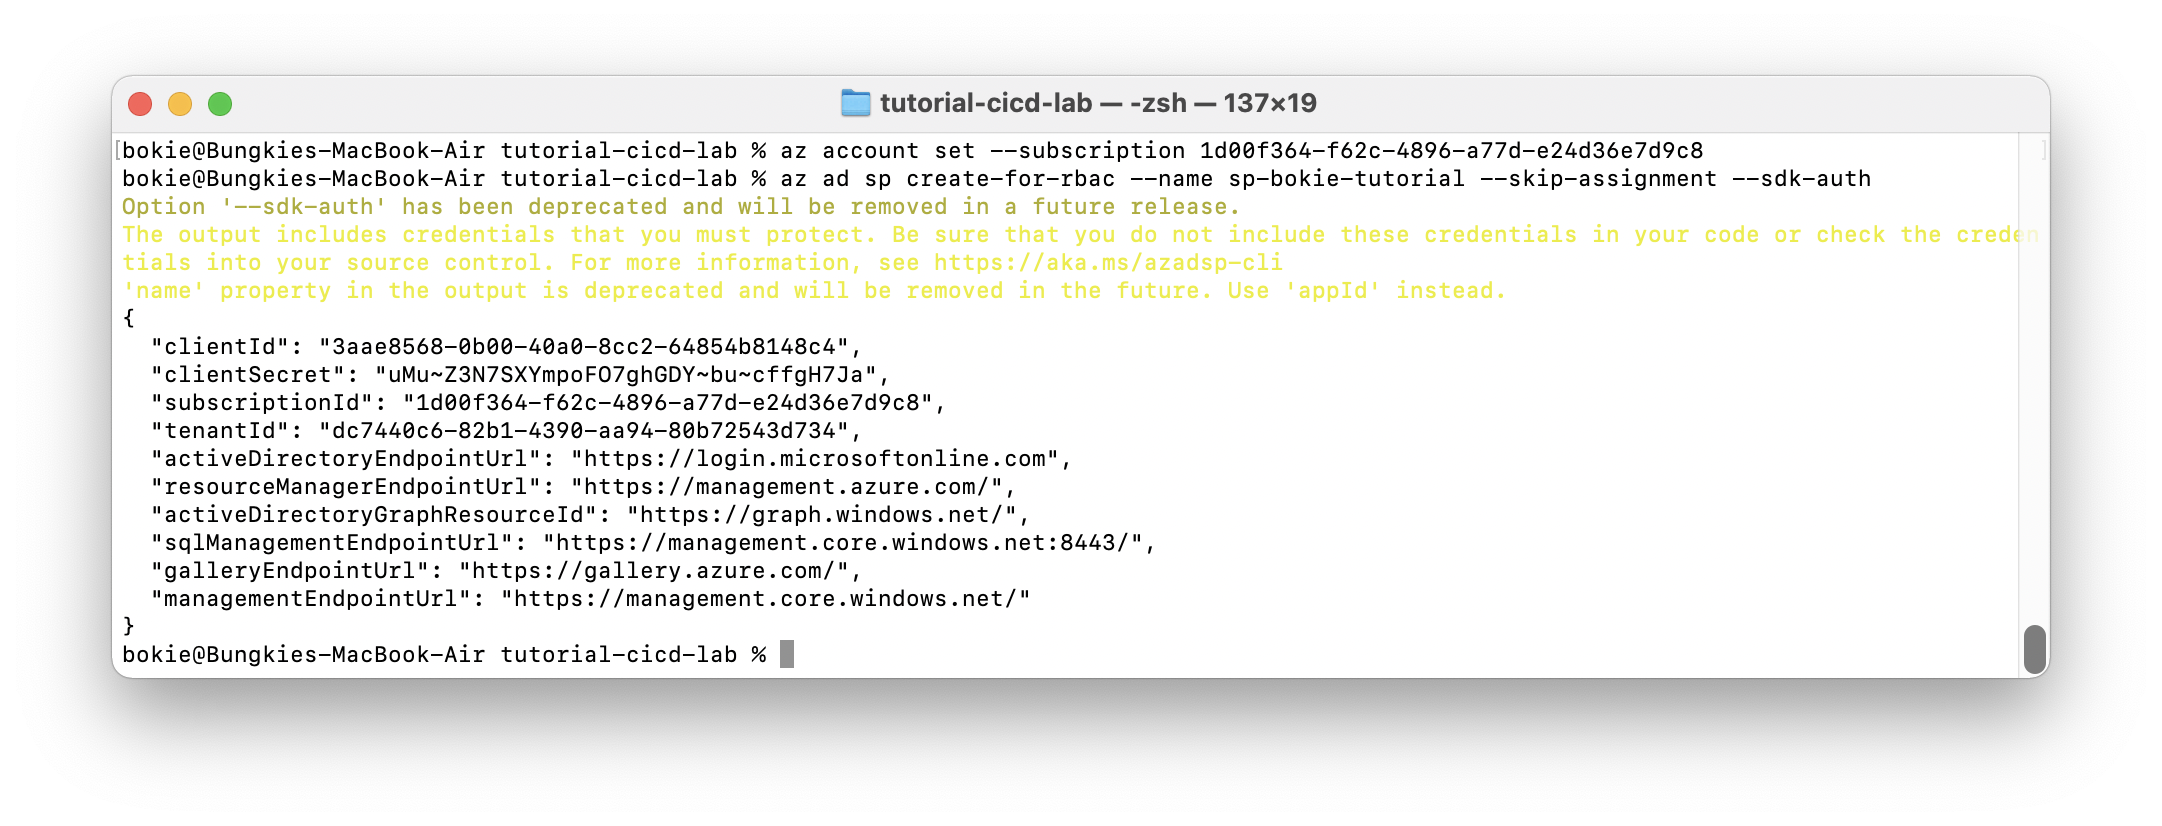 tutorial-cicd-lab — -zsh — 137×19
bokie@Bungkies-MacBook-Air tutorial-cicd-lab % az account set --subscription 1d00f364-f62c-4896-a77d-e24d36e7d9c8
bokie@Bungkies-MacBook-Air tutorial-cicd-lab % az ad sp create-for-rbac --name sp-bokie-tutorial --skip-assignment --sdk-auth
Option '--sdk-auth' has been deprecated and will be removed in a future release.
The output includes credentials that you must protect. Be sure that you do not include these credentials in your code or check the creden
tials into your source control. For more information, see https://aka.ms/azadsp-cli
'name' property in the output is deprecated and will be removed in the future. Use 'appId' instead.
{
  "clientId": "3aae8568-0b00-40a0-8cc2-64854b8148c4",
  "clientSecret": "uMu~Z3N7SXYmpoFO7ghGDY~bu~cffgH7Ja",
  "subscriptionId": "1d00f364-f62c-4896-a77d-e24d36e7d9c8",
  "tenantId": "dc7440c6-82b1-4390-aa94-80b72543d734",
  "activeDirectoryEndpointUrl": "https://login.microsoftonline.com",
  "resourceManagerEndpointUrl": "https://management.azure.com/",
  "activeDirectoryGraphResourceId": "https://graph.windows.net/",
  "sqlManagementEndpointUrl": "https://management.core.windows.net:8443/",
  "galleryEndpointUrl": "https://gallery.azure.com/",
  "managementEndpointUrl": "https://management.core.windows.net/"
}
bokie@Bungkies-MacBook-Air tutorial-cicd-lab %